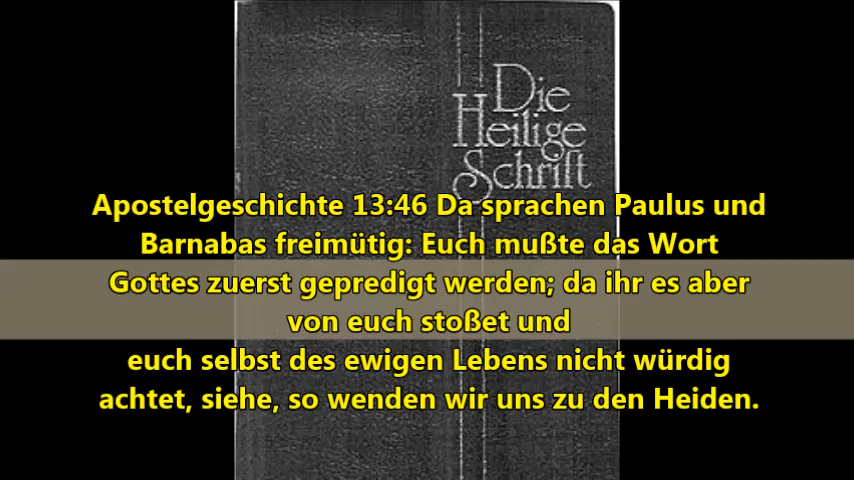 Die
Heilige
Schrift
Apostelgeschichte 13:46 Da sprachen Paulus und
Barnabas freimütig: Euch mußte das Wort
Gottes zuerst gepredigt werden; da ihr es aber
von euch stoßet und
euch selbst des ewigen Lebens nicht würdig
achtet, siehe, so wenden wir uns zu den Heiden.